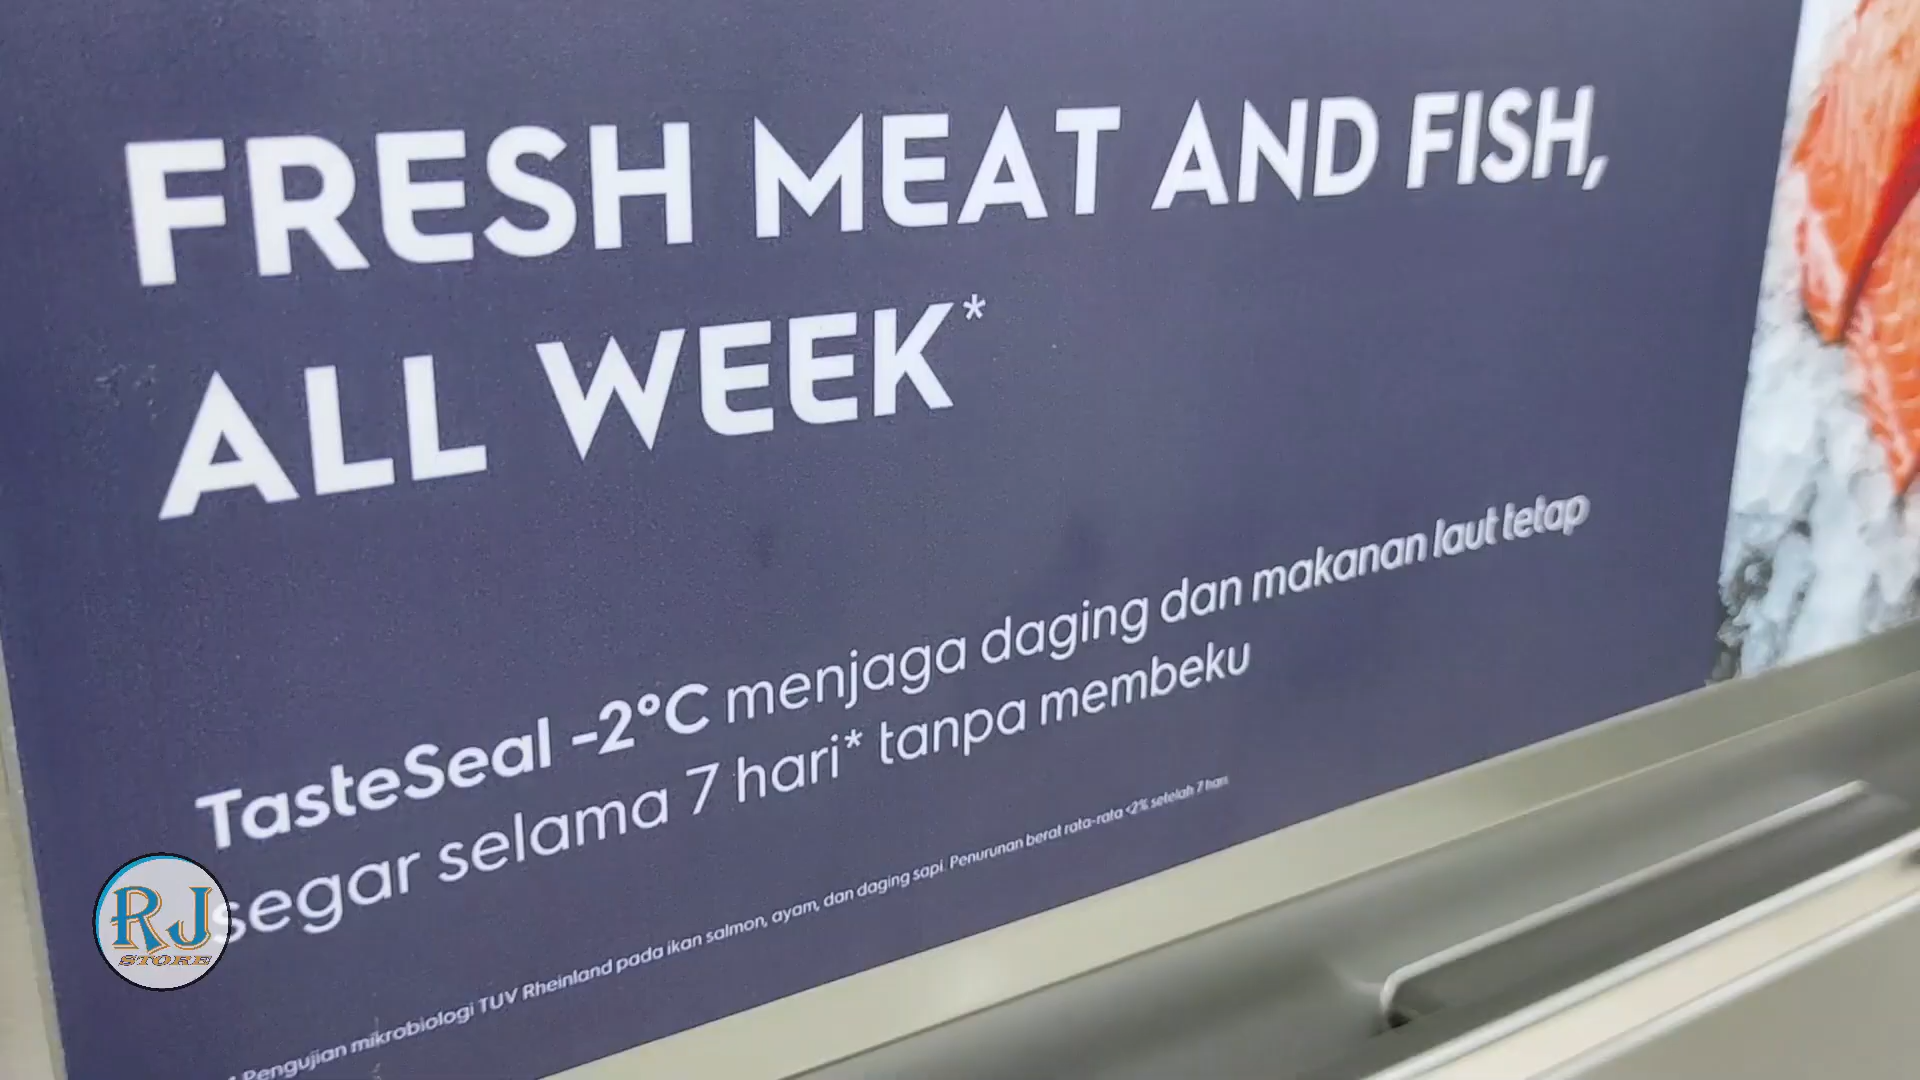 FRESH MEAT AND FISH,
ALL WEEK*
TasteSeal -2°C menjaga daging dan makanan laut tetap
segar selama 7 hari* tanpa membeku
* Pengujian mikrobiologi TUV Rheinland pada ikan salmon, ayam, dan daging sapi. Penurunan berat rata-rata <2% setelah 7 hari.
RJ
STORE